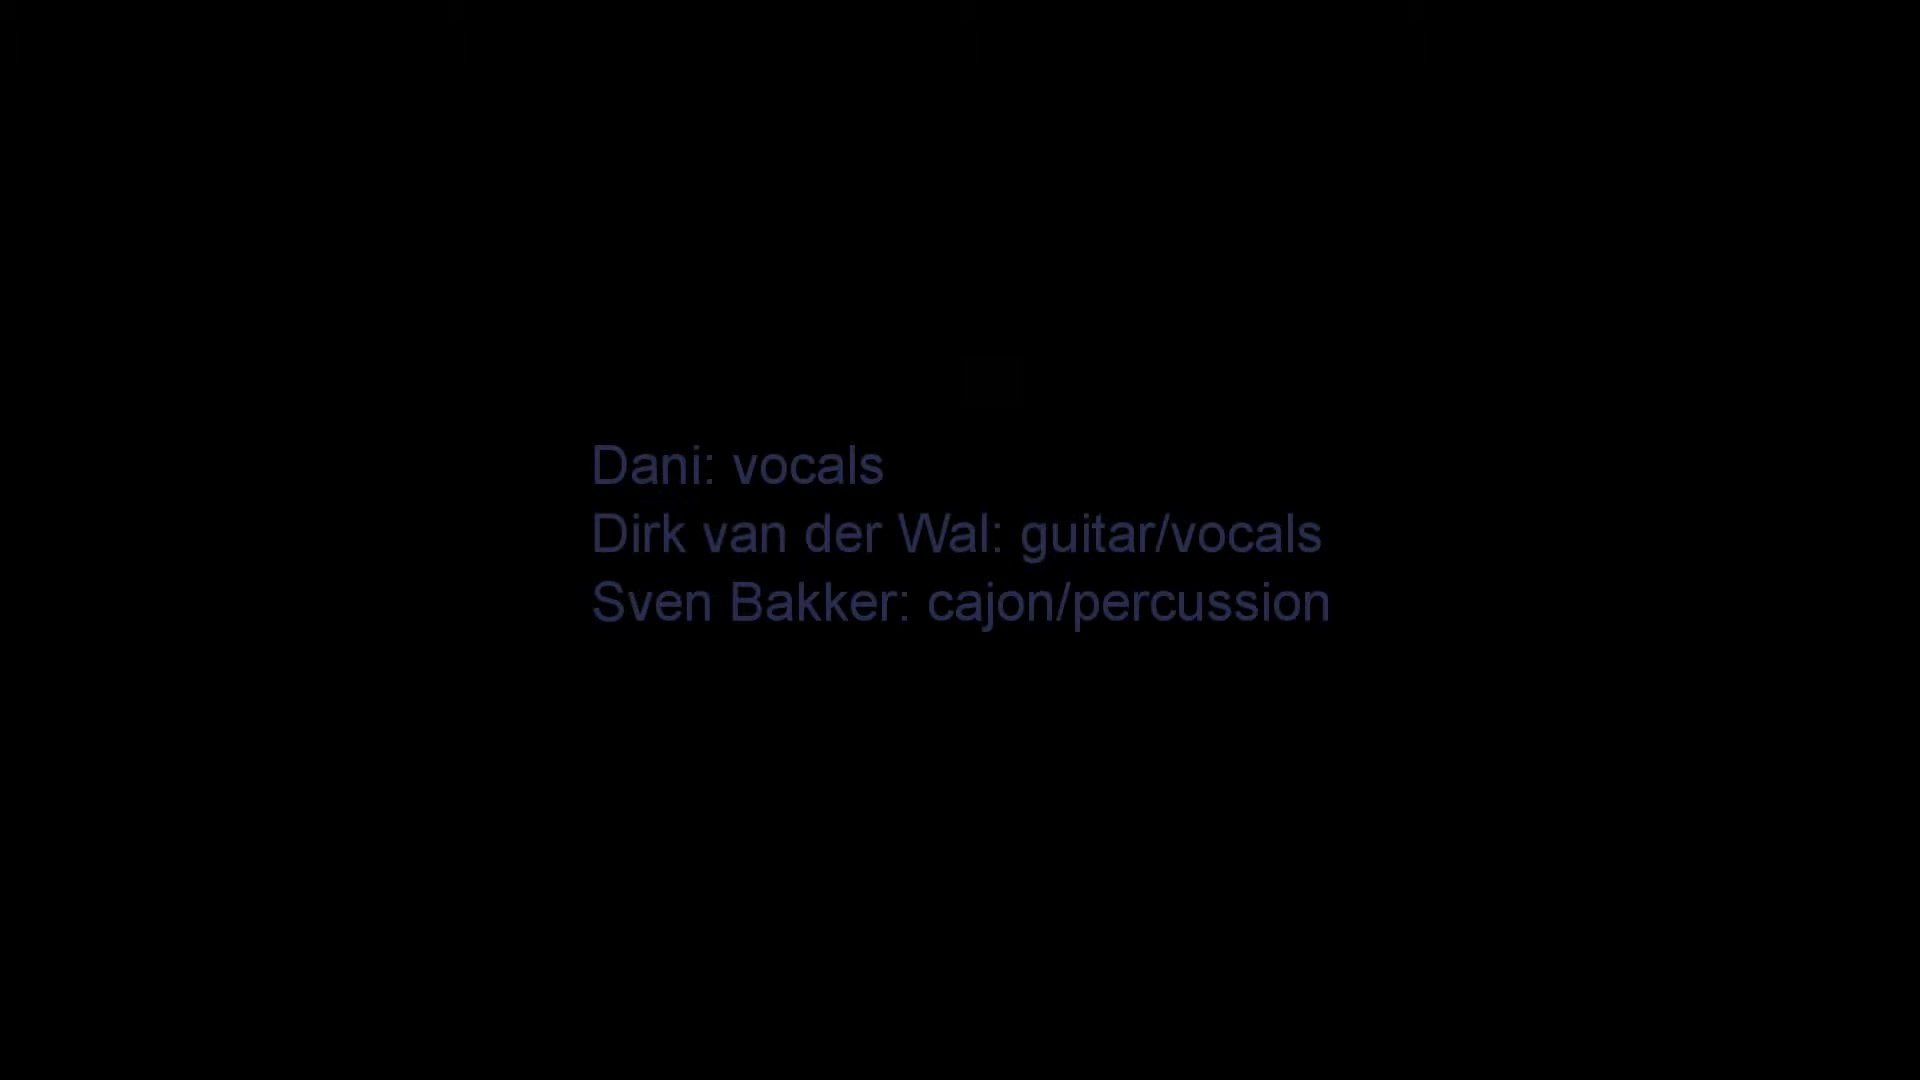 Dani: vocals
Dirk van der Wal: guitar/vocals
Sven Bakker: cajon/percussion